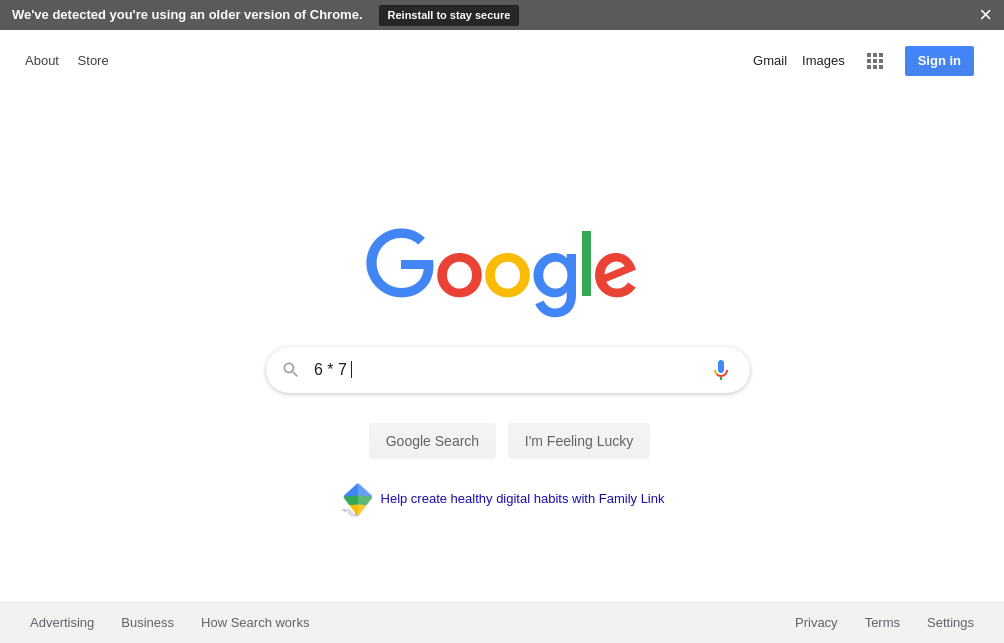 We've detected you're using an older version of Chrome. Reinstall to stay secure
About Store Gmail Images Sign in
Google
6 * 7
Google Search I'm Feeling Lucky
Help create healthy digital habits with Family Link
Advertising Business How Search works Privacy Terms Settings